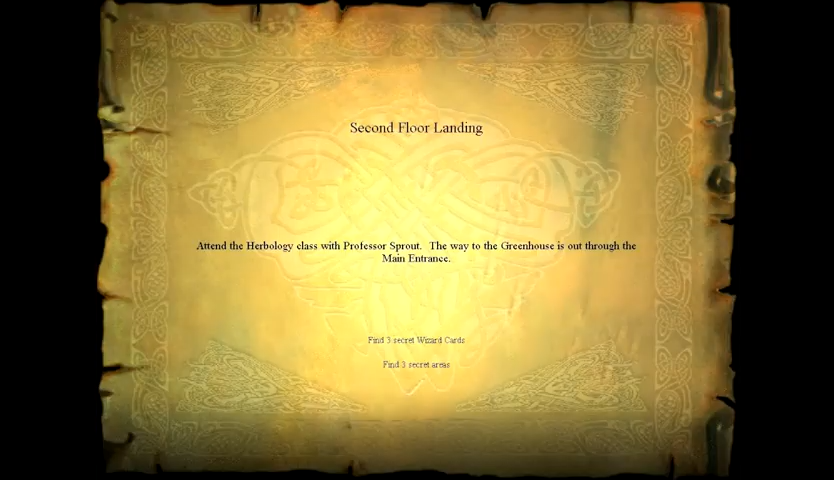 Second Floor Landing
Attend the Herbology class with Professor Sprout.  The way to the Greenhouse is out through the
Main Entrance.
Find 3 secret Wizard Cards
Find 3 secret areas